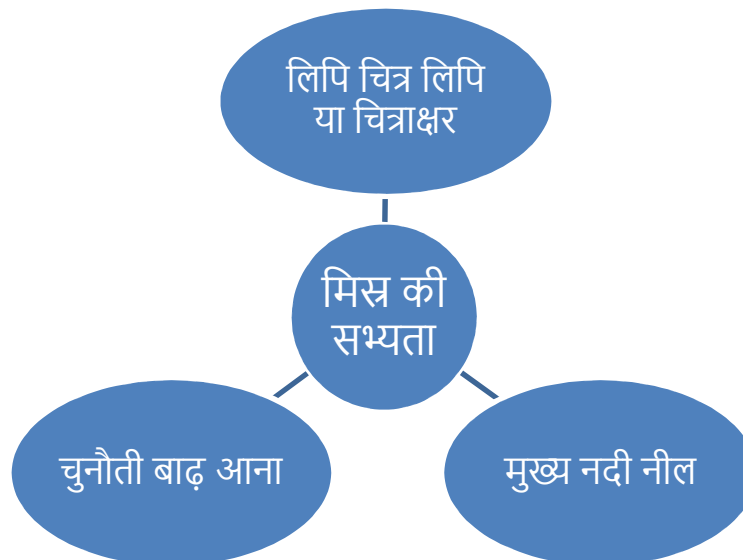 लिपि चित्र लिपि
या चित्राक्षर
मिस्र की
सभ्यता
चुनौती बाढ़ आना
मुख्य नदी नील